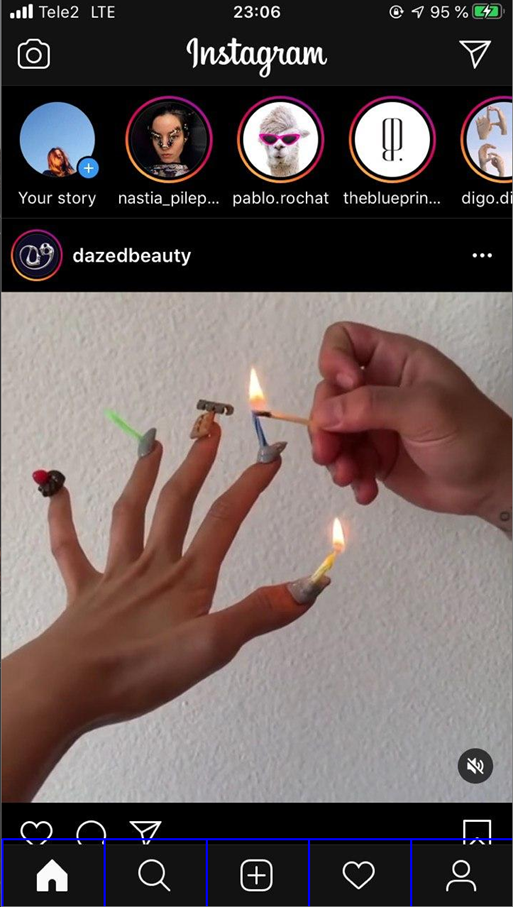 Tele2 LTE 23:06 95 %
Instagram
Your story nastia_pilep... pablo.rochat theblueprin... digo.di
dazedbeauty